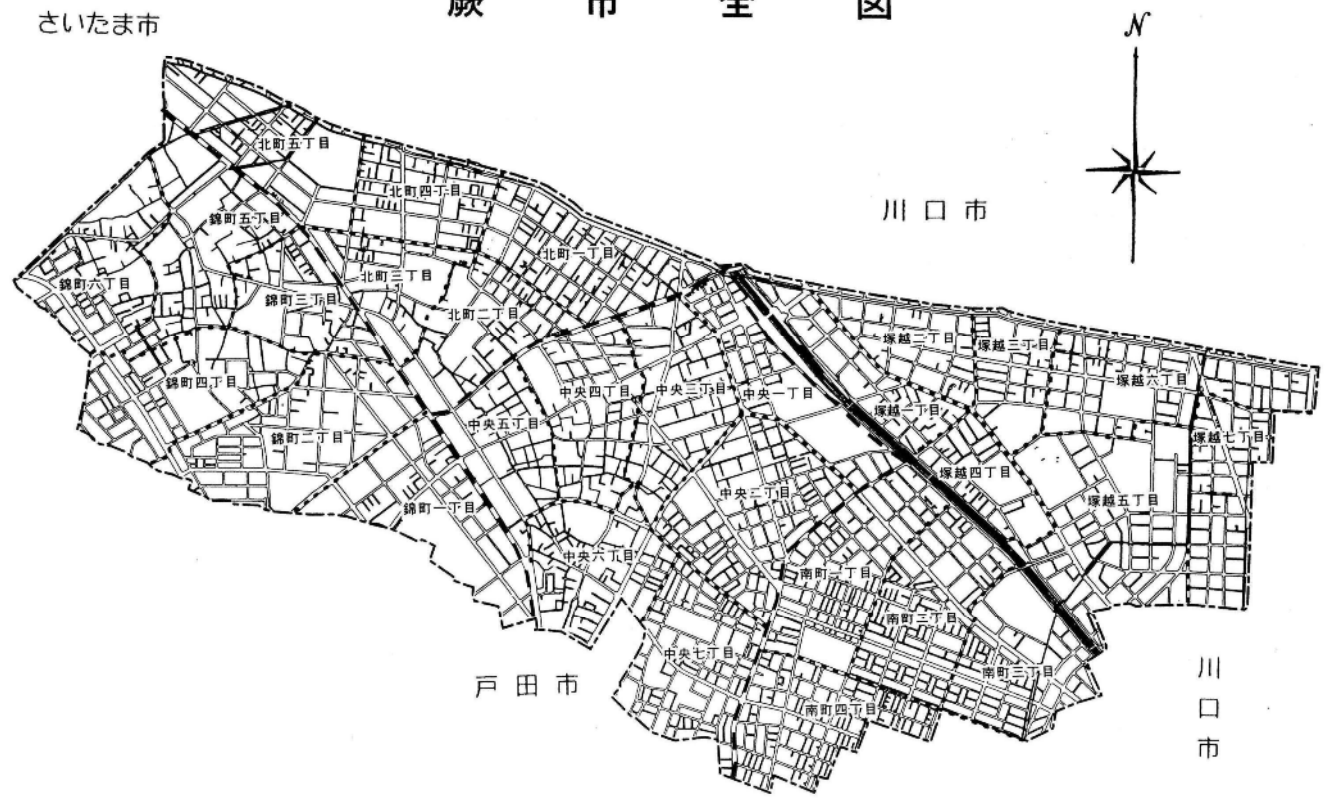 蕨市全図
さいたま市
N
川口市
北町五丁目
北町四丁目
錦町五丁目
北町一丁目
北町三丁目
錦町六丁目
錦町三丁目
北町二丁目
塚越二丁目
塚越三丁目
塚越六丁目
錦町四丁目
中央四丁目
中央三丁目
中央一丁目
塚越一丁目
中央五丁目
錦町二丁目
塚越七丁目
塚越四丁目
中央二丁目
塚越五丁目
錦町一丁目
中央六丁目
南町一丁目
南町二丁目
中央七丁目
南町三丁目
戸田市
南町四丁目
川口市